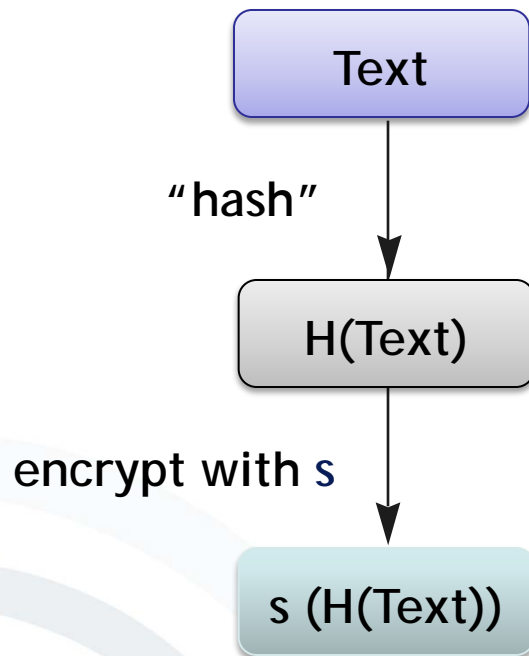 Text
“hash”
H(Text)
encrypt with s
s (H(Text))